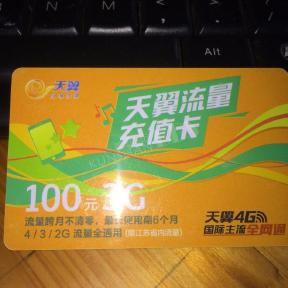 天翼
天翼流量
充值卡
100元 3G
流量跨月不清零,最长使用期6个月
4/3/2G 流量全适用(限江苏省内流量)
天翼4G
国际主流全网通
Alt